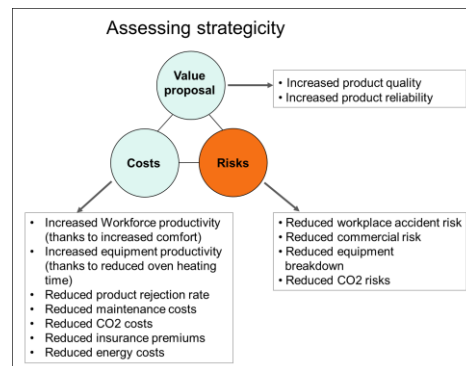 Assessing strategicity
Value
proposal
• Increased product quality
• Increased product reliability
Costs
Risks
• Increased Workforce productivity
(thanks to increased comfort)
• Increased equipment productivity
(thanks to reduced oven heating
time)
• Reduced product rejection rate
• Reduced maintenance costs
• Reduced CO2 costs
• Reduced insurance premiums
• Reduced energy costs
• Reduced workplace accident risk
• Reduced commercial risk
• Reduced equipment
breakdown
• Reduced CO2 risks